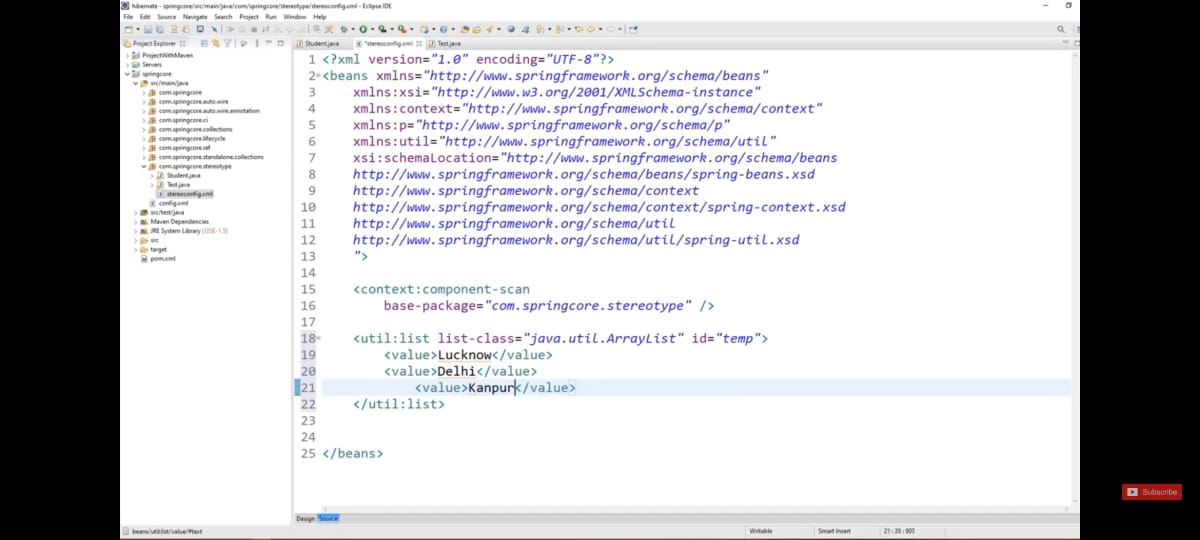 hibernate - springcore/src/main/java/com/springcore/stereotype/stereoconfig.xml - Eclipse IDE
File Edit Source Navigate Search Project Run Window Help
Project Explorer
Student.java *stereoconfig.xml Test.java
ProjectWithMaven
Servers
springcore
src/main/java
com.springcore
com.springcore.auto.wire
com.springcore.auto.wire.annotation
com.springcore.ci
com.springcore.collections
com.springcore.lifecycle
com.springcore.ref
com.springcore.standalone.collections
com.springcore.stereotype
Student.java
Test.java
stereoconfig.xml
config.xml
src/test/java
Maven Dependencies
JRE System Library [J2SE-1.5]
src
target
pom.xml
1 <?xml version="1.0" encoding="UTF-8"?>
2 <beans xmlns="http://www.springframework.org/schema/beans"
3 xmlns:xsi="http://www.w3.org/2001/XMLSchema-instance"
4 xmlns:context="http://www.springframework.org/schema/context"
5 xmlns:p="http://www.springframework.org/schema/p"
6 xmlns:util="http://www.springframework.org/schema/util"
7 xsi:schemaLocation="http://www.springframework.org/schema/beans
8 http://www.springframework.org/schema/beans/spring-beans.xsd
9 http://www.springframework.org/schema/context
10 http://www.springframework.org/schema/context/spring-context.xsd
11 http://www.springframework.org/schema/util
12 http://www.springframework.org/schema/util/spring-util.xsd
13 ">
14
15 <context:component-scan
16 base-package="com.springcore.stereotype" />
17
18 <util:list list-class="java.util.ArrayList" id="temp">
19 <value>Lucknow</value>
20 <value>Delhi</value>
21 <value>Kanpur</value>
22 </util:list>
23
24
25 </beans>
Subscribe
Design Source
beans/util:list/value/#text Writable Smart Insert 21 : 26 : 903